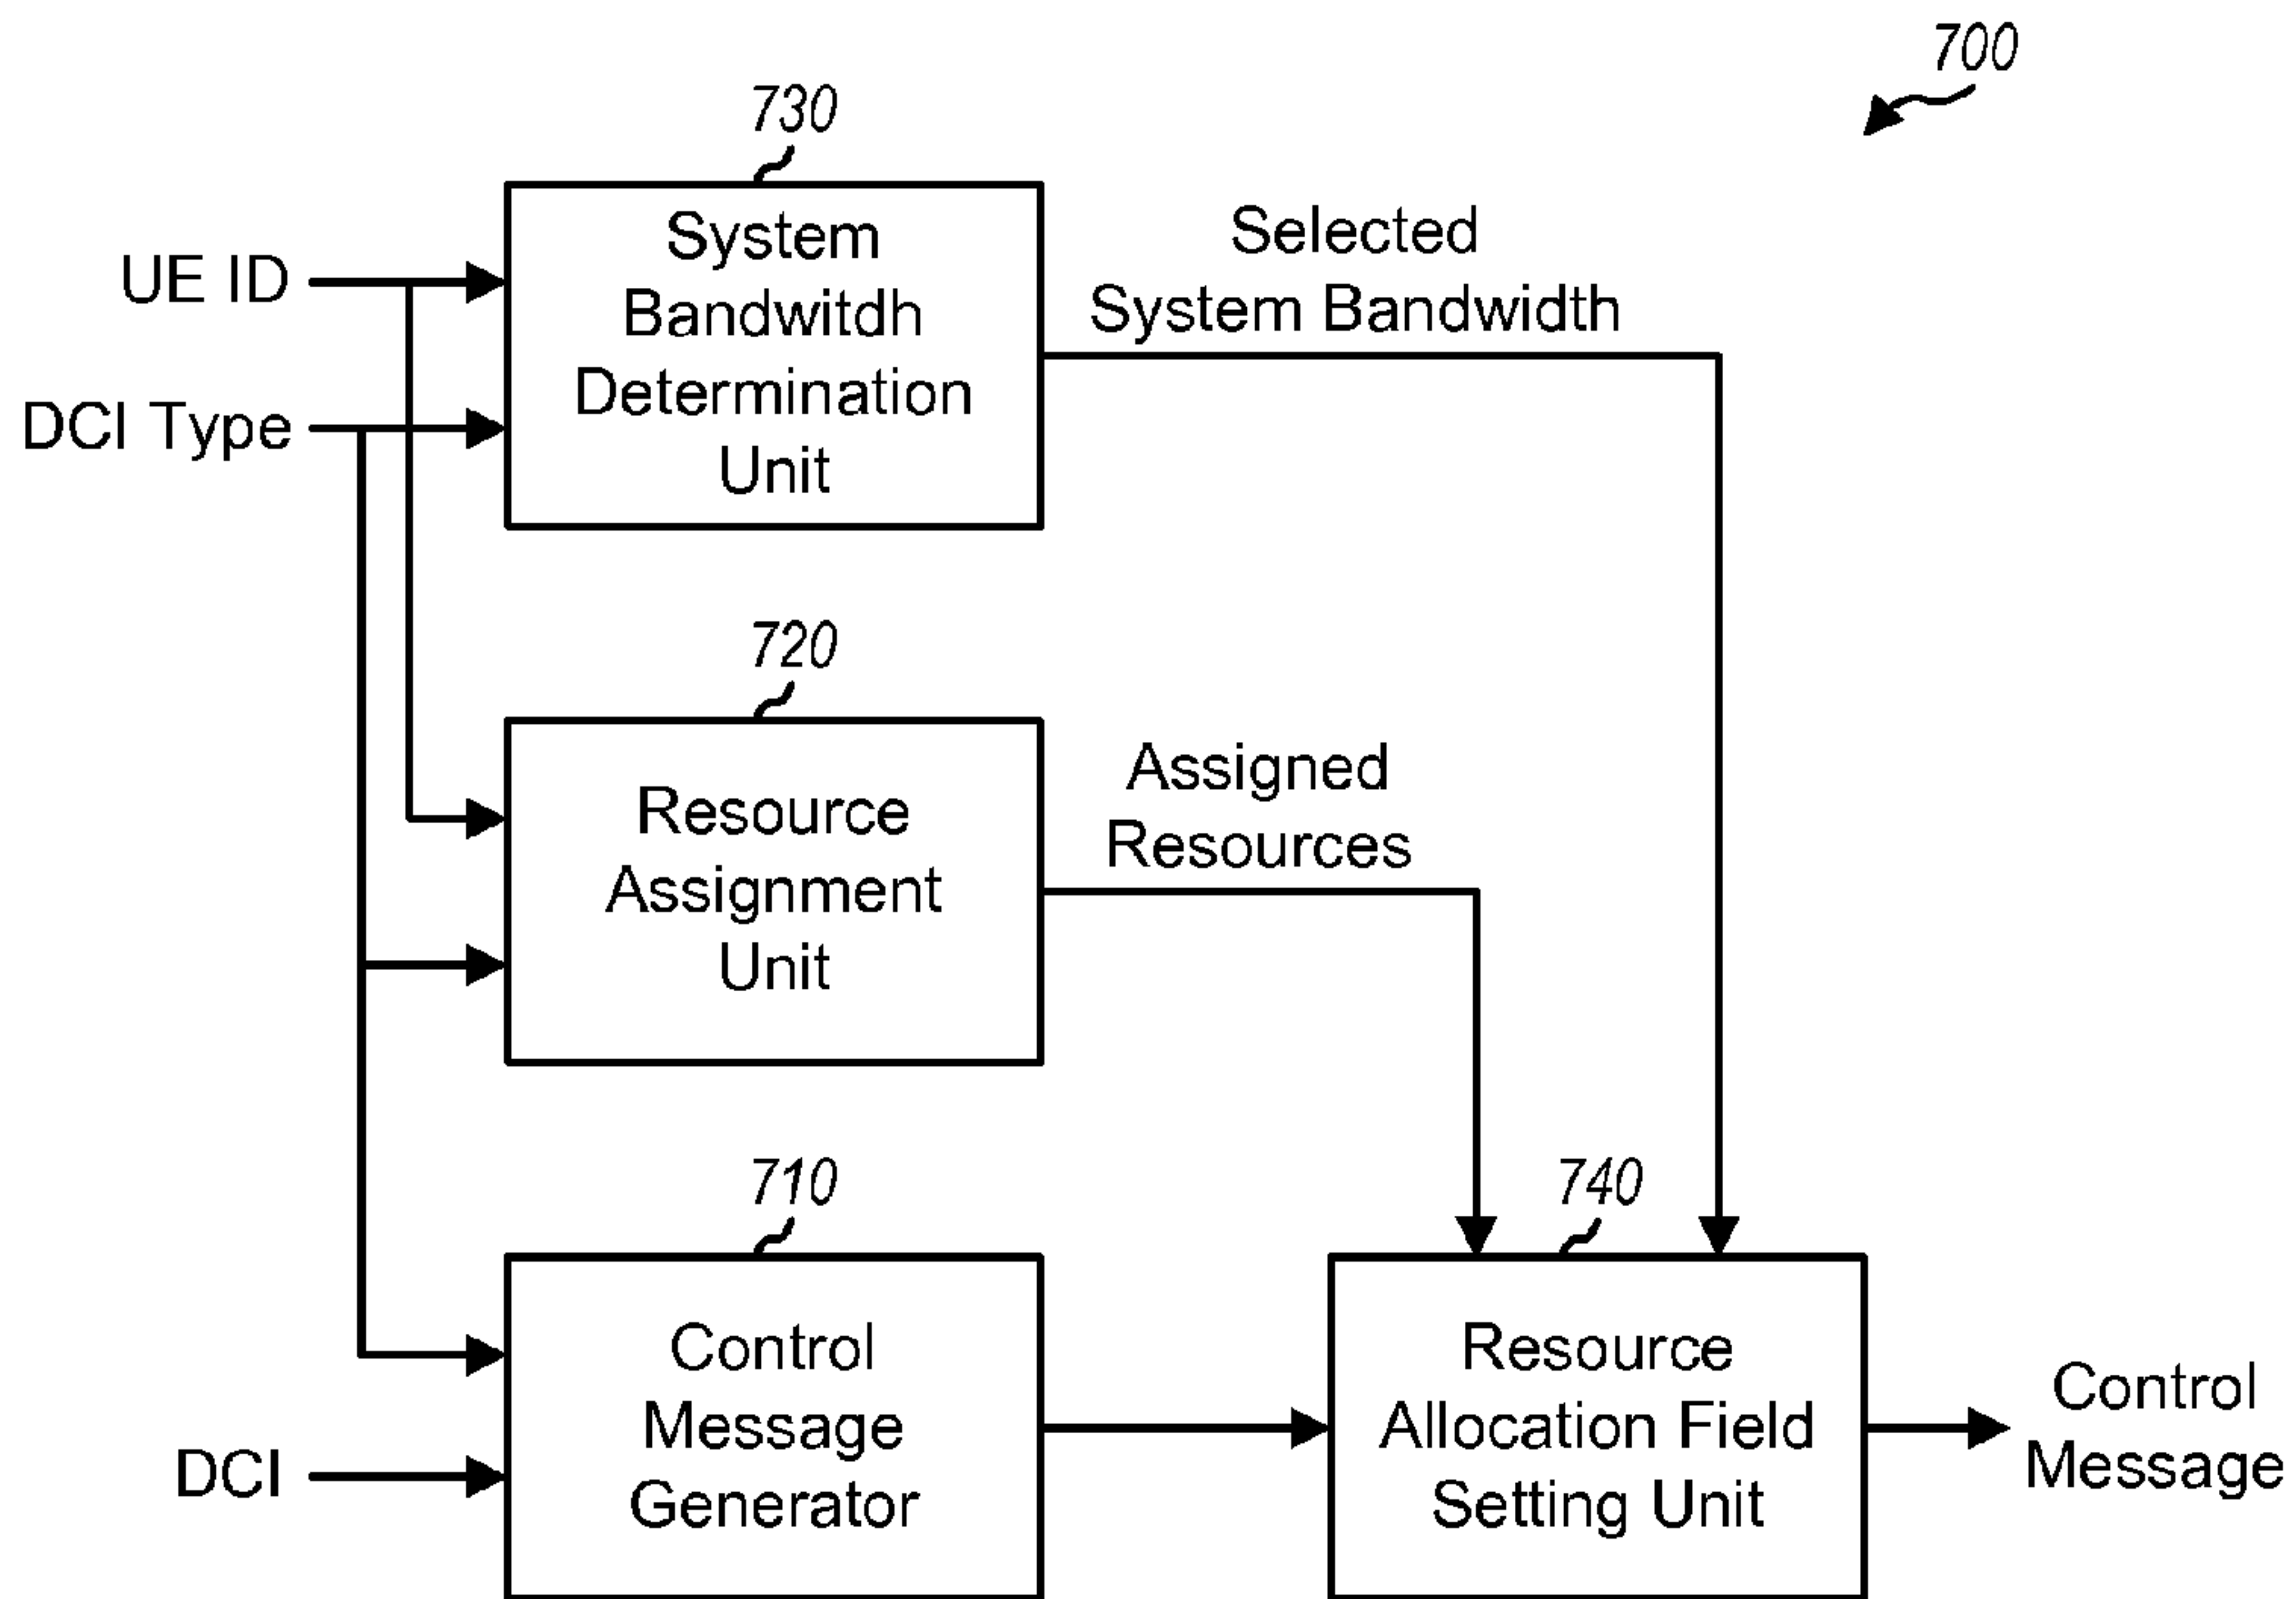 700
730
System
Bandwitdh
Determination
Unit
UE ID
DCI Type
Selected
System Bandwidth
720
Resource
Assignment
Unit
Assigned
Resources
710
Control
Message
Generator
DCI
740
Resource
Allocation Field
Setting Unit
Control
Message